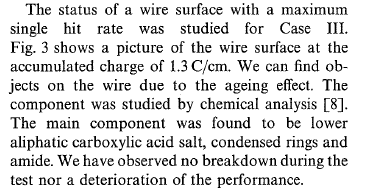 The status of a wire surface with a maximum
single hit rate was studied for Case III.
Fig. 3 shows a picture of the wire surface at the
accumulated charge of 1.3 C/cm. We can find ob-
jects on the wire due to the ageing effect. The
component was studied by chemical analysis [8].
The main component was found to be lower
aliphatic carboxylic acid salt, condensed rings and
amide. We have observed no breakdown during the
test nor a deterioration of the performance.